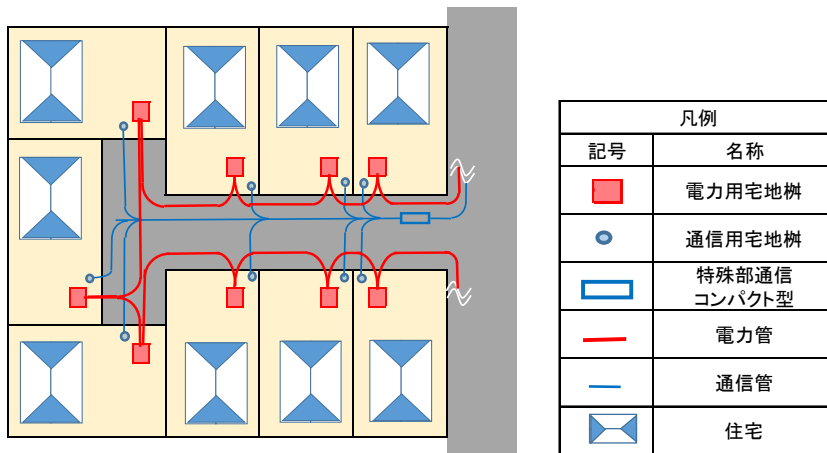 凡例
記号 名称
電力用宅地桝
通信用宅地桝
特殊部通信
コンパクト型
電力管
通信管
住宅